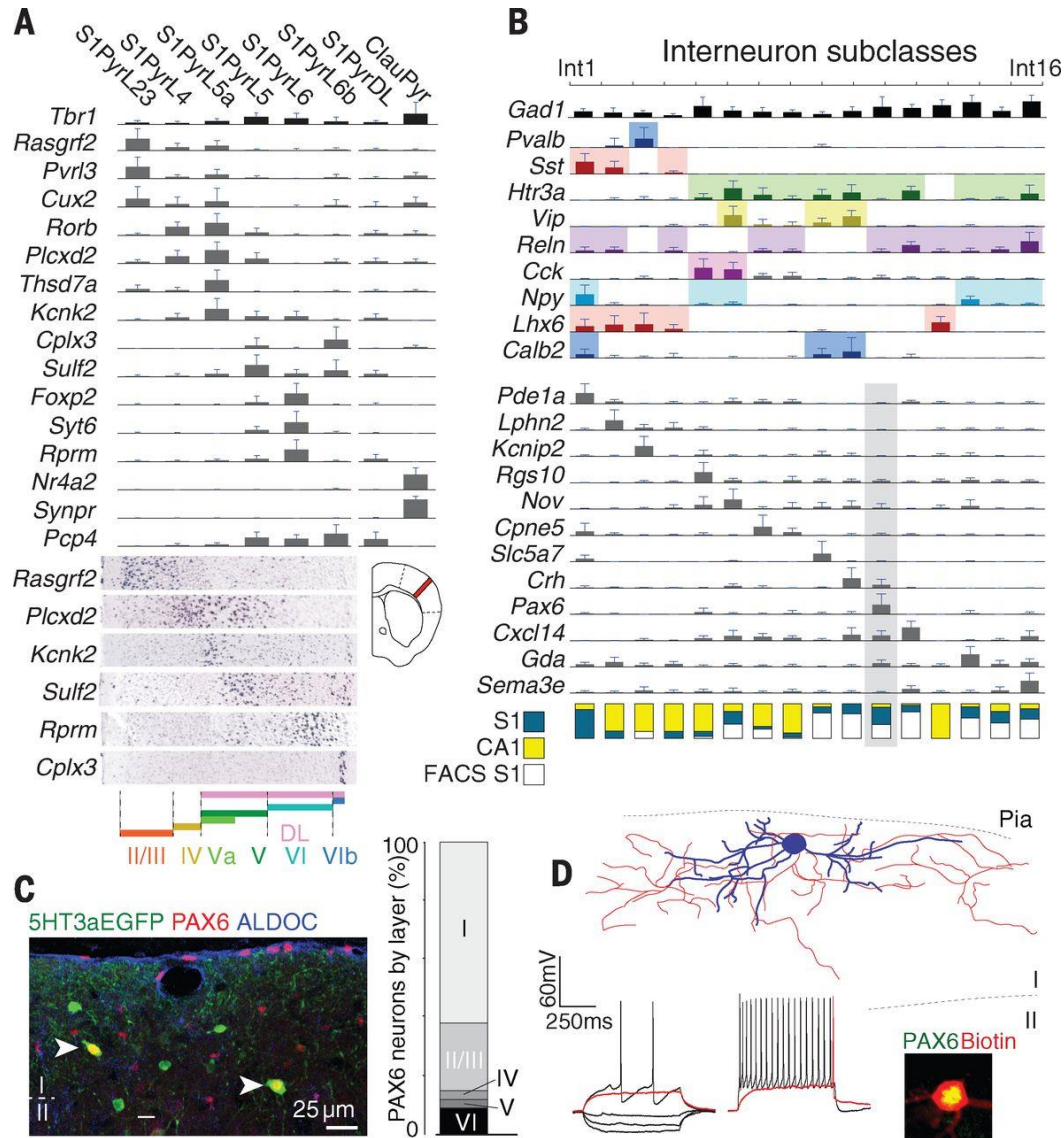 A
S1PyrL23
S1PyrL4
S1PyrL5a
S1PyrL5
S1PyrL6
S1PyrL6b
S1PyrDL
ClauPyr
Tbr1
Rasgrf2
Pvrl3
Cux2
Rorb
Plcxd2
Thsd7a
Kcnk2
Cplx3
Sulf2
Foxp2
Syt6
Rprm
Nr4a2
Synpr
Pcp4
Rasgrf2
Plcxd2
Kcnk2
Sulf2
Rprm
Cplx3
DL
II/III IV Va V VI VIb
B
Interneuron subclasses
Int1 Int16
Gad1
Pvalb
Sst
Htr3a
Vip
Reln
Cck
Npy
Lhx6
Calb2
Pde1a
Lphn2
Kcnip2
Rgs10
Nov
Cpne5
Slc5a7
Crh
Pax6
Cxcl14
Gda
Sema3e
S1
CA1
FACS S1
C
5HT3aEGFP PAX6 ALDOC
I
II
25 µm
PAX6 neurons by layer (%)
100
0
I
II/III
IV
V
VI
D
Pia
I
II
60mV
250ms
PAX6 Biotin